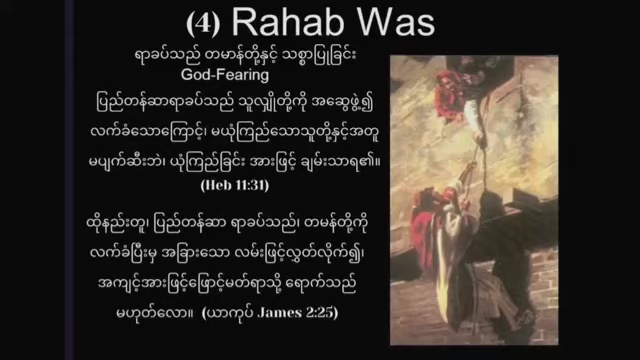 (4) Rahab Was
ရာခပ်သည် တမာန်တို့နှင့် သစ္စာပြုခြင်း
God-Fearing
ပြည်တန်ဆာရာခပ်သည် သူလျှိုတို့ကို အဆွေဖွဲ့၍
လက်ခံသောကြောင့်၊ မယုံကြည်သောသူတို့နှင့်အတူ
မပျက်ဆီးဘဲ၊ ယုံကြည်ခြင်း အားဖြင့် ချမ်းသာရ၏။
(Heb 11:31)
ထိုနည်းတူ၊ ပြည်တန်ဆာ ရာခပ်သည်၊ တမန်တို့ကို
လက်ခံပြီးမှ အခြားသော လမ်းဖြင့်လွှတ်လိုက်၍၊
အကျင့်အားဖြင့်ဖြောင့်မတ်ရာသို့ ရောက်သည်
မဟုတ်လော။ (ယာကုပ် James 2:25)